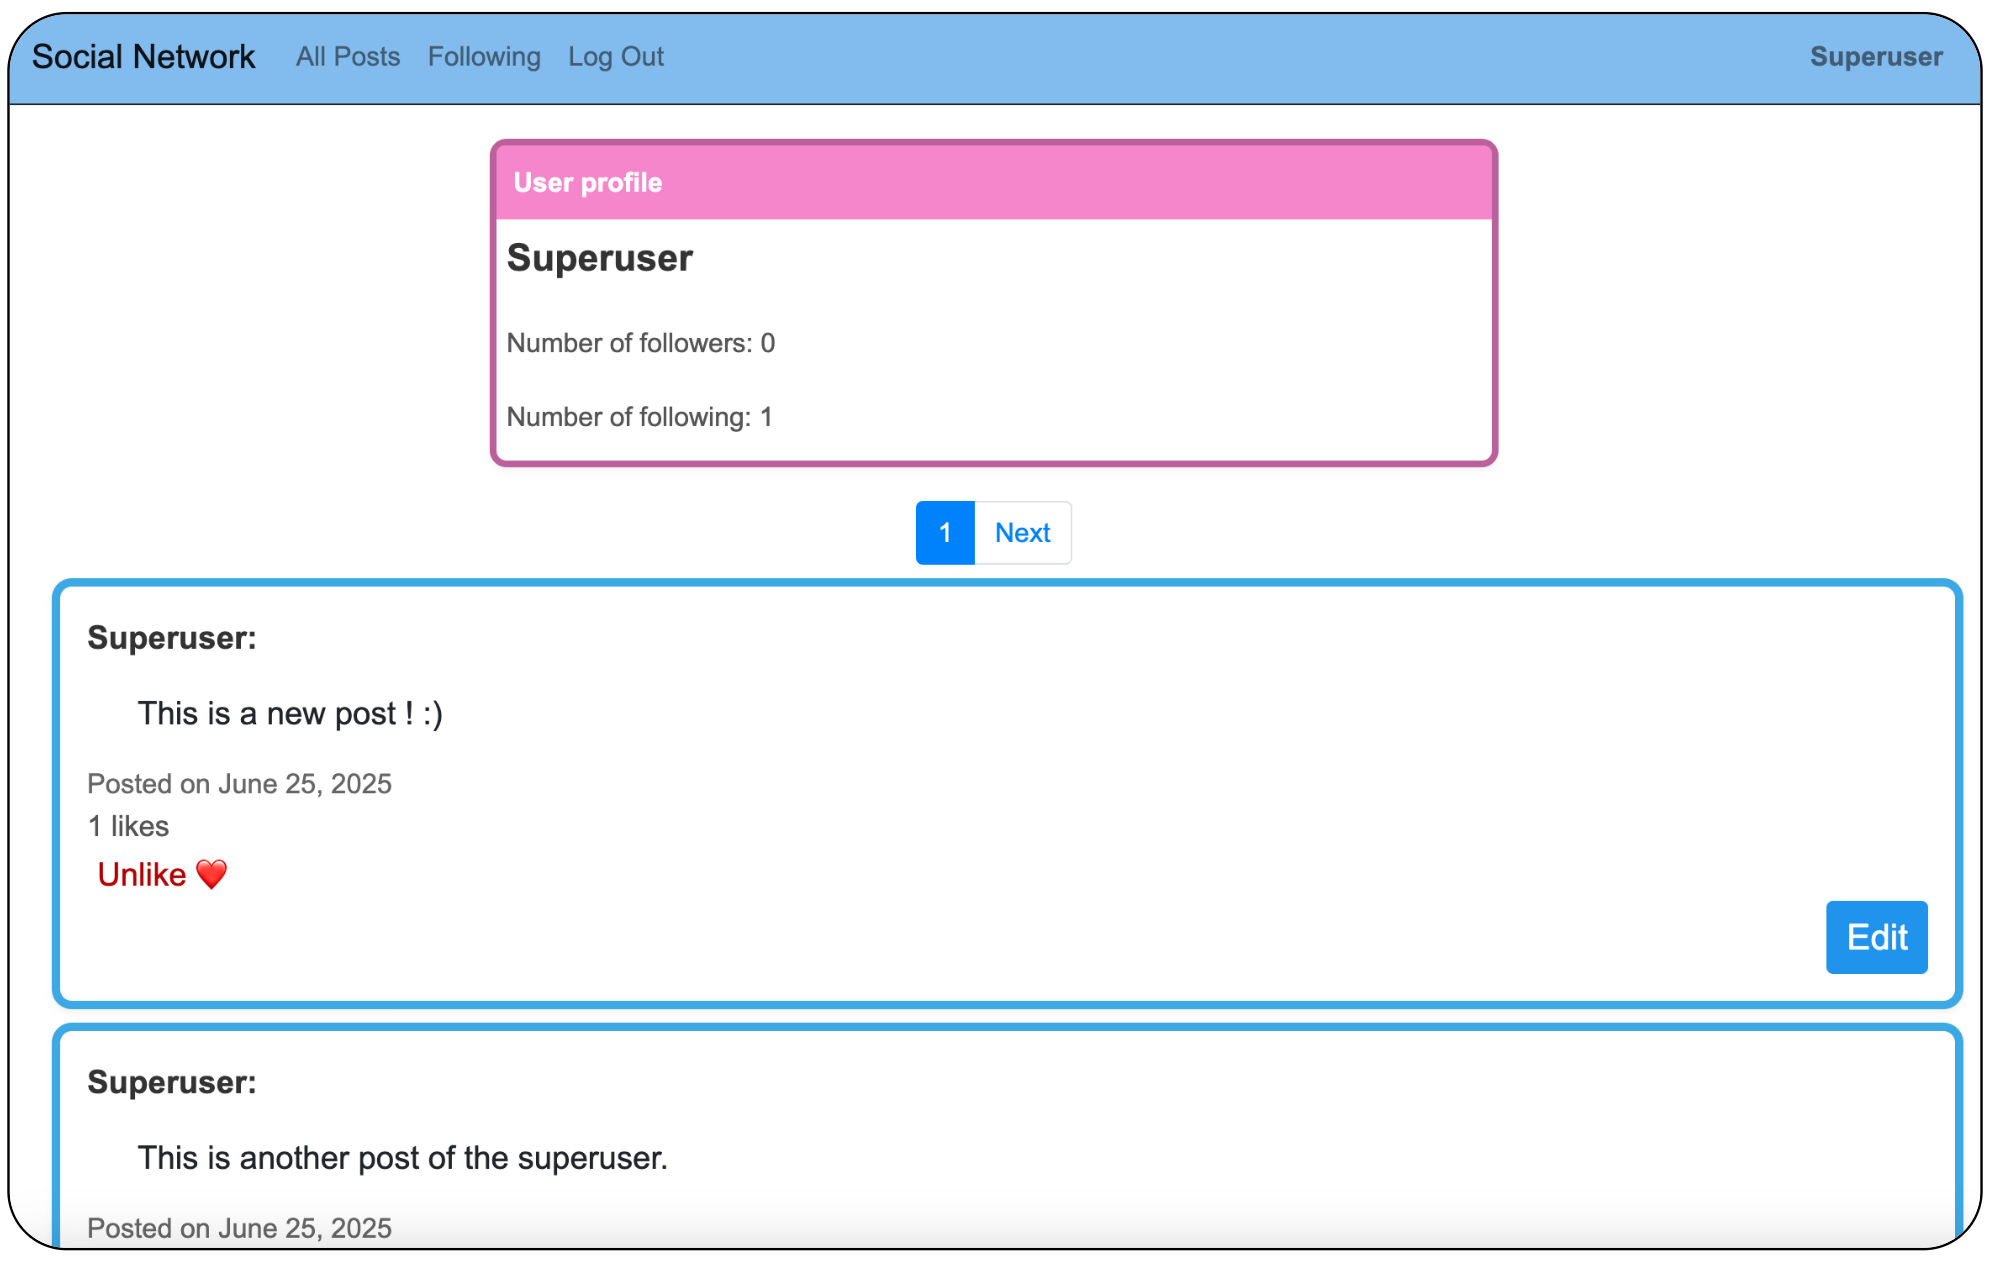 Social Network All Posts Following Log Out Superuser
User profile
Superuser
Number of followers: 0
Number of following: 1
1 Next
Superuser:
This is a new post ! :)
Posted on June 25, 2025
1 likes
Unlike ❤️
Edit
Superuser:
This is another post of the superuser.
Posted on June 25, 2025